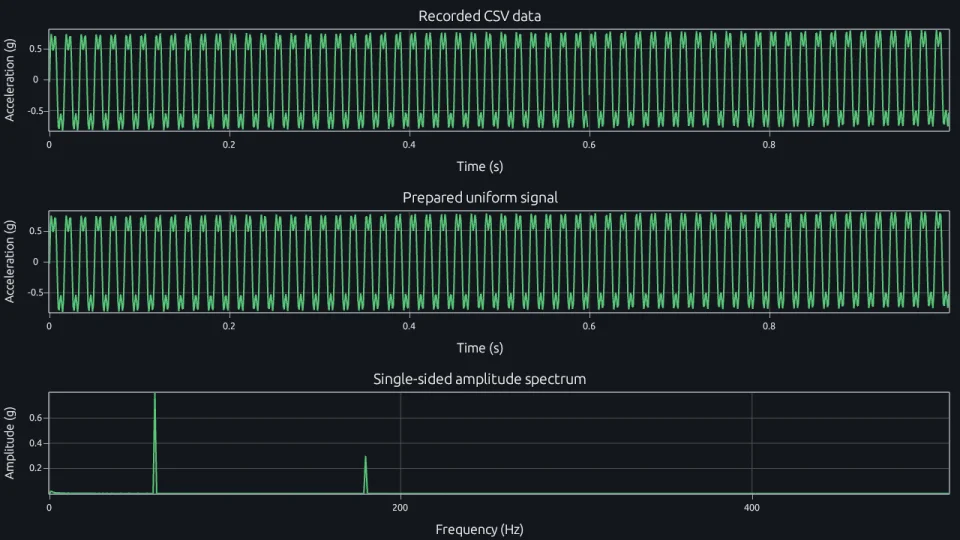 Recorded CSV data
Acceleration (g)
0.5
0
-0.5
0 0.2 0.4 0.6 0.8
Time (s)
Prepared uniform signal
Acceleration (g)
0.5
0
-0.5
0 0.2 0.4 0.6 0.8
Time (s)
Single-sided amplitude spectrum
Amplitude (g)
0.6
0.4
0.2
0 200 400
Frequency (Hz)